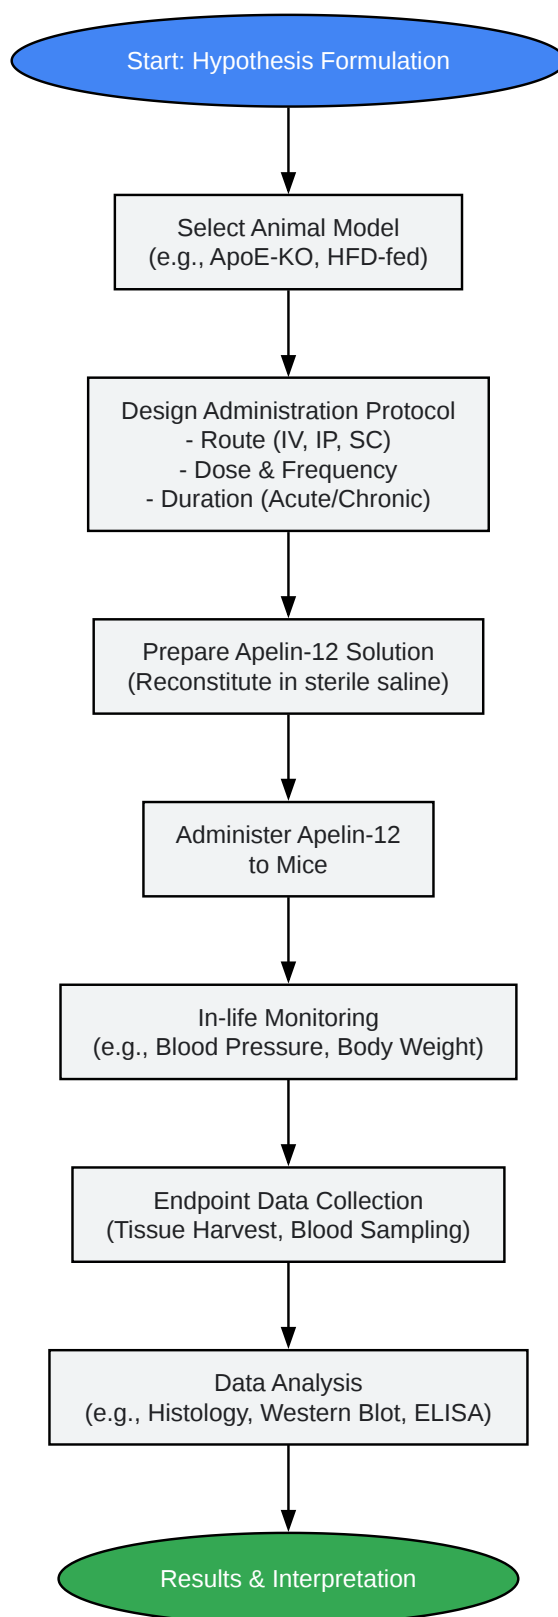 Start: Hypothesis Formulation
Select Animal Model
(e.g., ApoE-KO, HFD-fed)
Design Administration Protocol
- Route (IV, IP, SC)
- Dose & Frequency
- Duration (Acute/Chronic)
Prepare Apelin-12 Solution
(Reconstitute in sterile saline)
Administer Apelin-12
to Mice
In-life Monitoring
(e.g., Blood Pressure, Body Weight)
Endpoint Data Collection
(Tissue Harvest, Blood Sampling)
Data Analysis
(e.g., Histology, Western Blot, ELISA)
Results & Interpretation